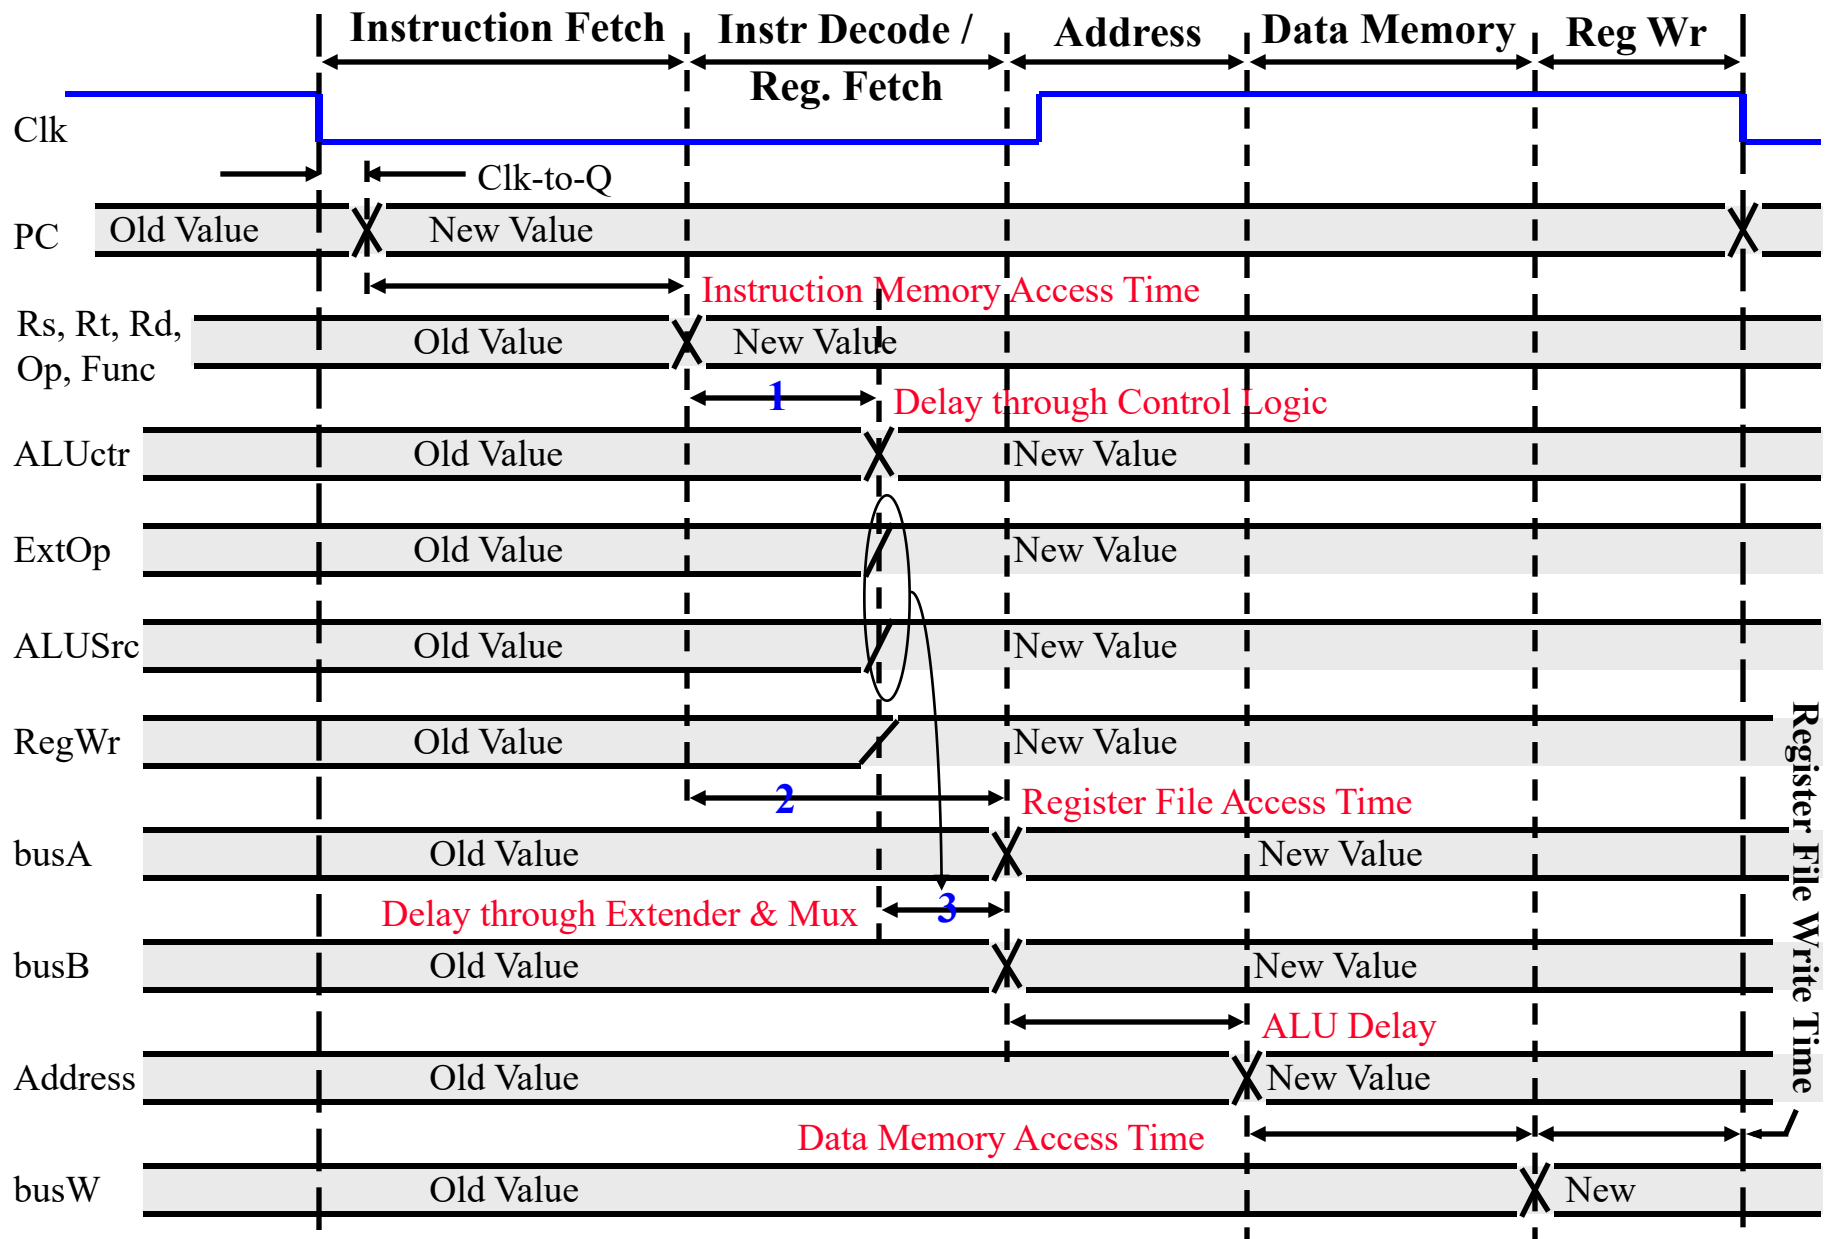 Instruction Fetch
Instr Decode /
Reg. Fetch
Address
Data Memory
Reg Wr
Clk
Clk-to-Q
PC
Old Value
New Value
Instruction Memory Access Time
Rs, Rt, Rd,
Op, Func
Old Value
New Value
1
Delay through Control Logic
ALUctr
Old Value
New Value
ExtOp
Old Value
New Value
ALUSrc
Old Value
New Value
RegWr
Old Value
New Value
2
Register File Access Time
busA
Old Value
New Value
Delay through Extender & Mux
3
busB
Old Value
New Value
ALU Delay
Address
Old Value
New Value
Register File Write Time
Data Memory Access Time
busW
Old Value
New